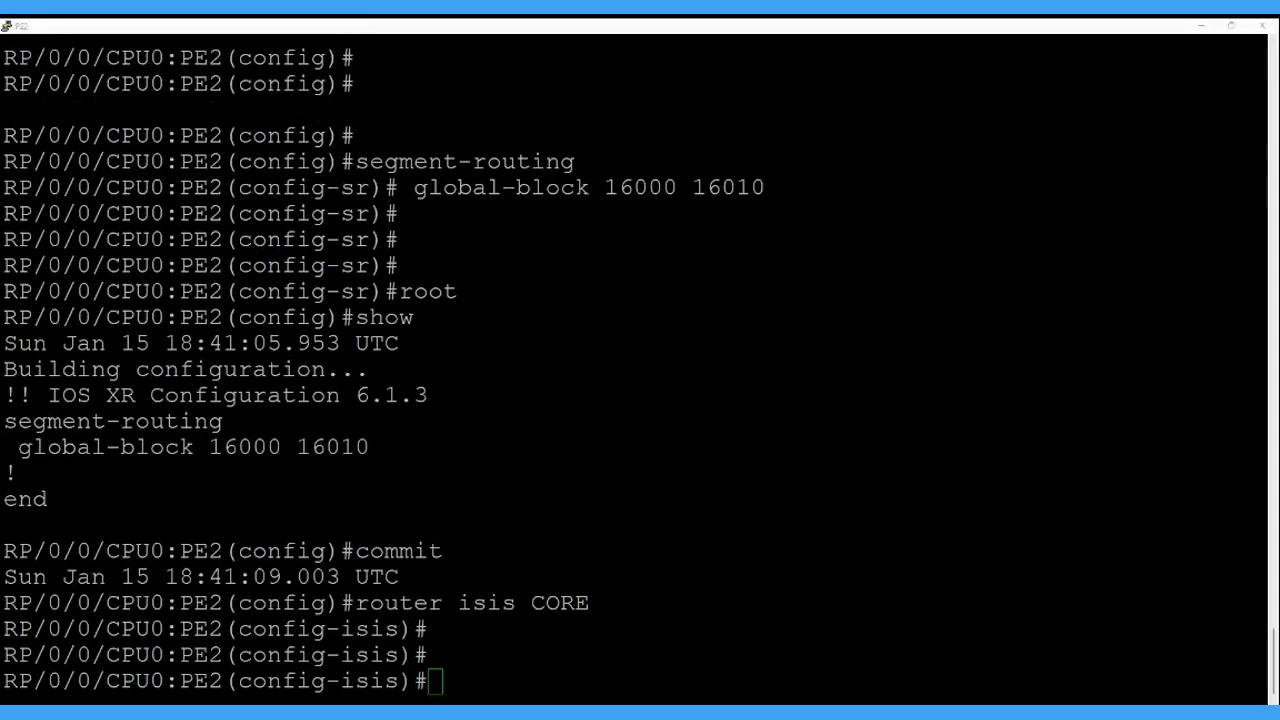 PE2
RP/0/0/CPU0:PE2(config)#
RP/0/0/CPU0:PE2(config)#
RP/0/0/CPU0:PE2(config)#
RP/0/0/CPU0:PE2(config)#segment-routing
RP/0/0/CPU0:PE2(config-sr)# global-block 16000 16010
RP/0/0/CPU0:PE2(config-sr)#
RP/0/0/CPU0:PE2(config-sr)#
RP/0/0/CPU0:PE2(config-sr)#
RP/0/0/CPU0:PE2(config-sr)#root
RP/0/0/CPU0:PE2(config)#show
Sun Jan 15 18:41:05.953 UTC
Building configuration...
!! IOS XR Configuration 6.1.3
segment-routing
 global-block 16000 16010
!
end
RP/0/0/CPU0:PE2(config)#commit
Sun Jan 15 18:41:09.003 UTC
RP/0/0/CPU0:PE2(config)#router isis CORE
RP/0/0/CPU0:PE2(config-isis)#
RP/0/0/CPU0:PE2(config-isis)#
RP/0/0/CPU0:PE2(config-isis)#